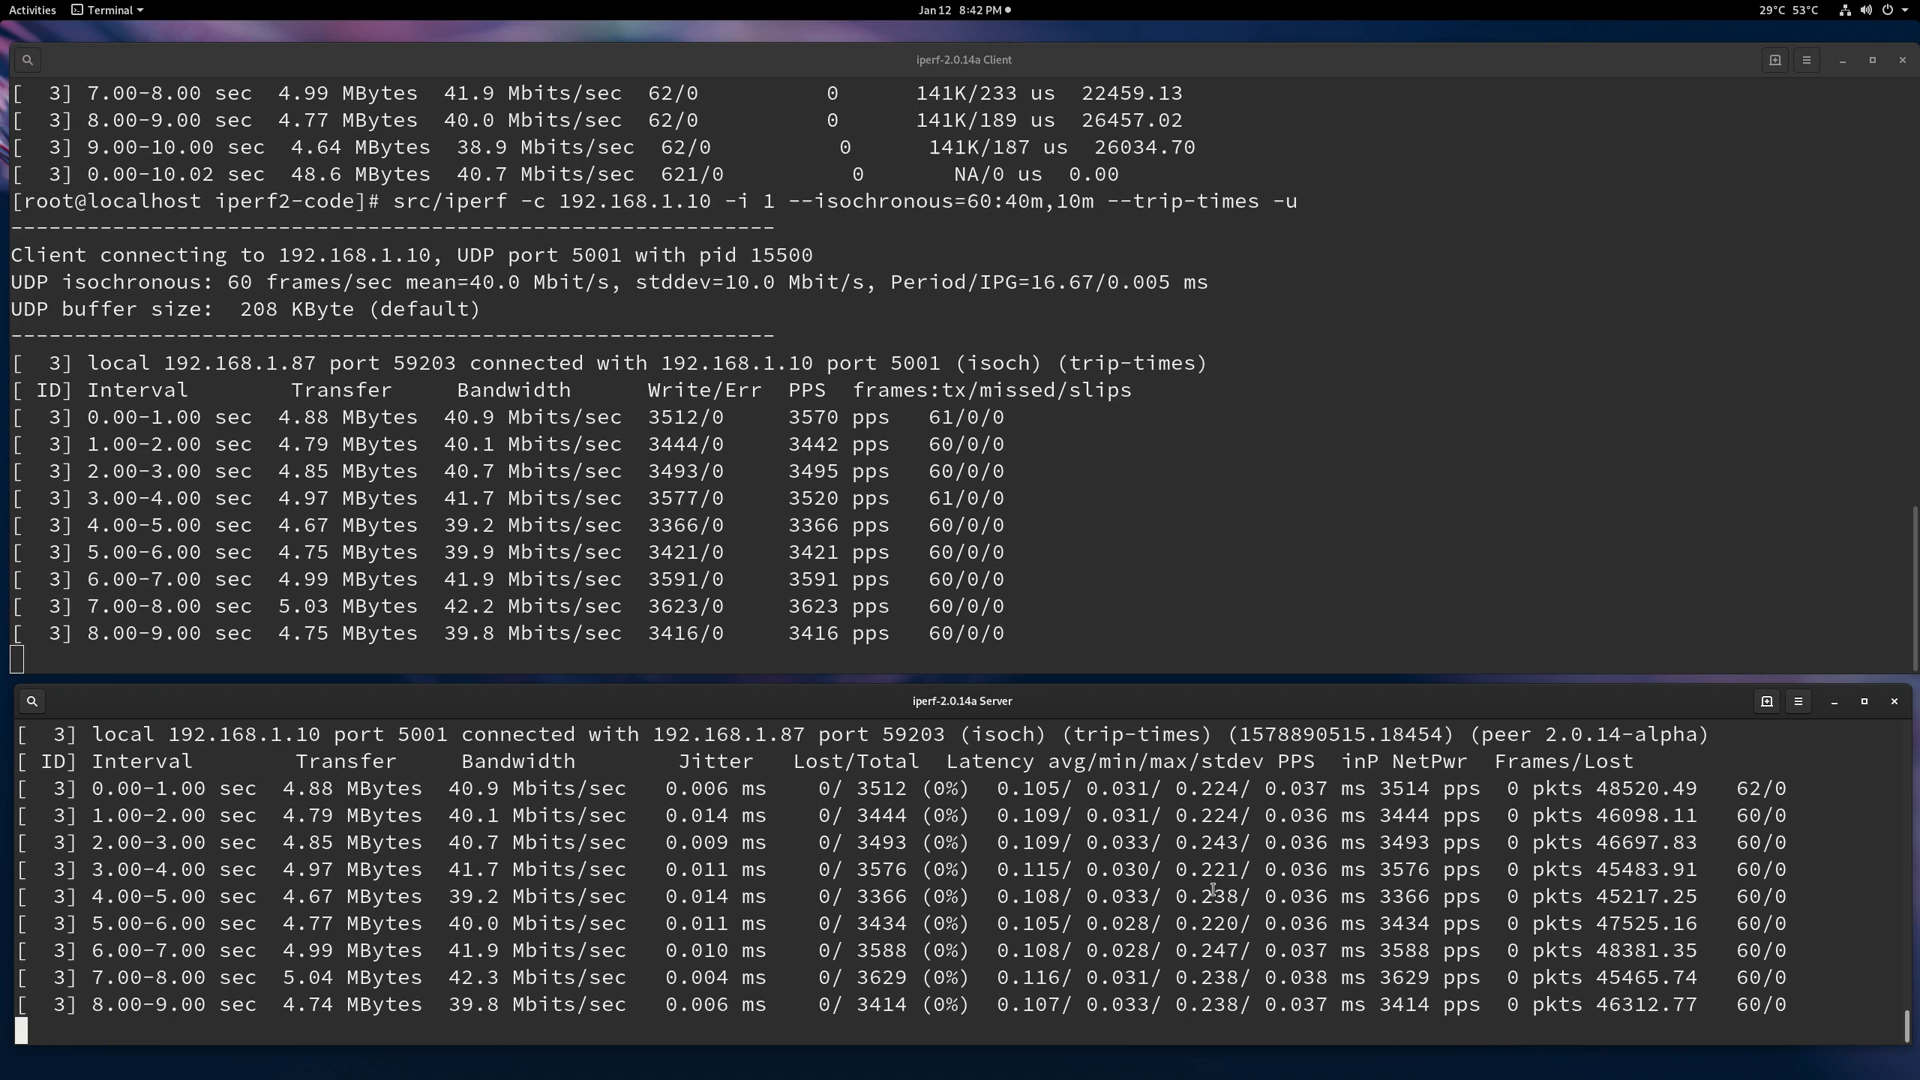 Activities Terminal Jan 12 8:42 PM 29°C 53°C
iperf-2.0.14a Client
[  3] 7.00-8.00 sec  4.99 MBytes  41.9 Mbits/sec  62/0          0      141K/233 us  22459.13
[  3] 8.00-9.00 sec  4.77 MBytes  40.0 Mbits/sec  62/0          0      141K/189 us  26457.02
[  3] 9.00-10.00 sec  4.64 MBytes  38.9 Mbits/sec  62/0          0      141K/187 us  26034.70
[  3] 0.00-10.02 sec  48.6 MBytes  40.7 Mbits/sec  621/0          0       NA/0 us  0.00
[root@localhost iperf2-code]# src/iperf -c 192.168.1.10 -i 1 --isochronous=60:40m,10m --trip-times -u
------------------------------------------------------------
Client connecting to 192.168.1.10, UDP port 5001 with pid 15500
UDP isochronous: 60 frames/sec mean=40.0 Mbit/s, stddev=10.0 Mbit/s, Period/IPG=16.67/0.005 ms
UDP buffer size:  208 KByte (default)
------------------------------------------------------------
[  3] local 192.168.1.87 port 59203 connected with 192.168.1.10 port 5001 (isoch) (trip-times)
[ ID] Interval        Transfer     Bandwidth      Write/Err  PPS  frames:tx/missed/slips
[  3] 0.00-1.00 sec  4.88 MBytes  40.9 Mbits/sec  3512/0     3570 pps   61/0/0
[  3] 1.00-2.00 sec  4.79 MBytes  40.1 Mbits/sec  3444/0     3442 pps   60/0/0
[  3] 2.00-3.00 sec  4.85 MBytes  40.7 Mbits/sec  3493/0     3495 pps   60/0/0
[  3] 3.00-4.00 sec  4.97 MBytes  41.7 Mbits/sec  3577/0     3520 pps   61/0/0
[  3] 4.00-5.00 sec  4.67 MBytes  39.2 Mbits/sec  3366/0     3366 pps   60/0/0
[  3] 5.00-6.00 sec  4.75 MBytes  39.9 Mbits/sec  3421/0     3421 pps   60/0/0
[  3] 6.00-7.00 sec  4.99 MBytes  41.9 Mbits/sec  3591/0     3591 pps   60/0/0
[  3] 7.00-8.00 sec  5.03 MBytes  42.2 Mbits/sec  3623/0     3623 pps   60/0/0
[  3] 8.00-9.00 sec  4.75 MBytes  39.8 Mbits/sec  3416/0     3416 pps   60/0/0
iperf-2.0.14a Server
[  3] local 192.168.1.10 port 5001 connected with 192.168.1.87 port 59203 (isoch) (trip-times) (1578890515.18454) (peer 2.0.14-alpha)
[ ID] Interval        Transfer     Bandwidth        Jitter   Lost/Total  Latency avg/min/max/stdev PPS  inP NetPwr  Frames/Lost
[  3] 0.00-1.00 sec  4.88 MBytes  40.9 Mbits/sec   0.006 ms    0/ 3512 (0%)  0.105/ 0.031/ 0.224/ 0.037 ms 3514 pps  0 pkts 48520.49   62/0
[  3] 1.00-2.00 sec  4.79 MBytes  40.1 Mbits/sec   0.014 ms    0/ 3444 (0%)  0.109/ 0.031/ 0.224/ 0.036 ms 3444 pps  0 pkts 46098.11   60/0
[  3] 2.00-3.00 sec  4.85 MBytes  40.7 Mbits/sec   0.009 ms    0/ 3493 (0%)  0.109/ 0.033/ 0.243/ 0.036 ms 3493 pps  0 pkts 46697.83   60/0
[  3] 3.00-4.00 sec  4.97 MBytes  41.7 Mbits/sec   0.011 ms    0/ 3576 (0%)  0.115/ 0.030/ 0.221/ 0.036 ms 3576 pps  0 pkts 45483.91   60/0
[  3] 4.00-5.00 sec  4.67 MBytes  39.2 Mbits/sec   0.014 ms    0/ 3366 (0%)  0.108/ 0.033/ 0.238/ 0.036 ms 3366 pps  0 pkts 45217.25   60/0
[  3] 5.00-6.00 sec  4.77 MBytes  40.0 Mbits/sec   0.011 ms    0/ 3434 (0%)  0.105/ 0.028/ 0.220/ 0.036 ms 3434 pps  0 pkts 47525.16   60/0
[  3] 6.00-7.00 sec  4.99 MBytes  41.9 Mbits/sec   0.010 ms    0/ 3588 (0%)  0.108/ 0.028/ 0.247/ 0.037 ms 3588 pps  0 pkts 48381.35   60/0
[  3] 7.00-8.00 sec  5.04 MBytes  42.3 Mbits/sec   0.004 ms    0/ 3629 (0%)  0.116/ 0.031/ 0.238/ 0.038 ms 3629 pps  0 pkts 45465.74   60/0
[  3] 8.00-9.00 sec  4.74 MBytes  39.8 Mbits/sec   0.006 ms    0/ 3414 (0%)  0.107/ 0.033/ 0.238/ 0.037 ms 3414 pps  0 pkts 46312.77   60/0